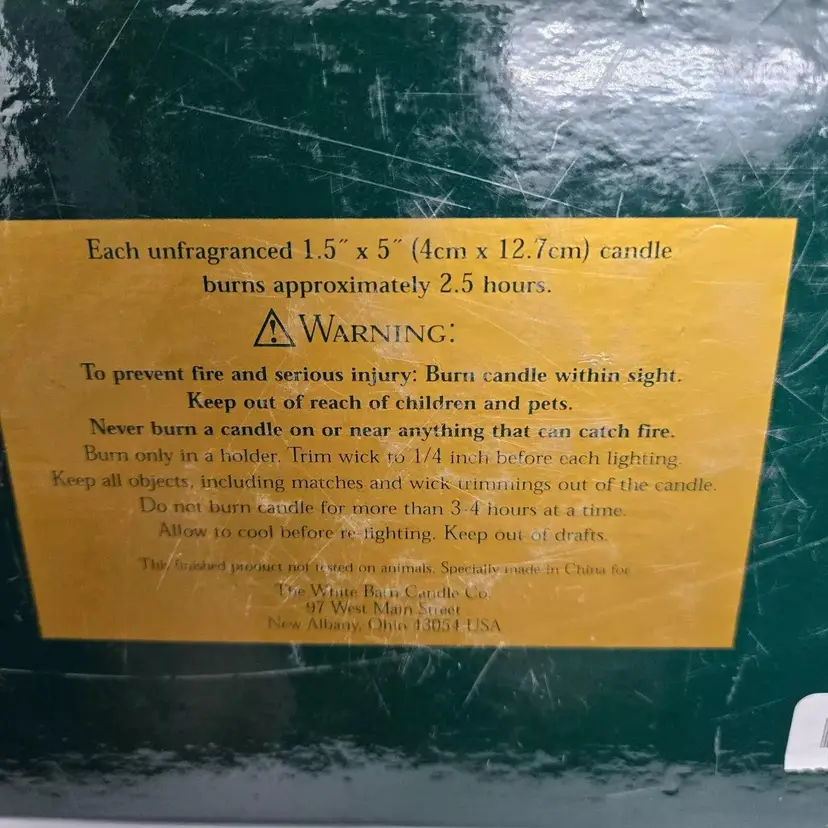 Each unfragranced 1.5″ x 5″ (4cm x 12.7cm) candle
burns approximately 2.5 hours.
⚠ WARNING:
To prevent fire and serious injury: Burn candle within sight.
Keep out of reach of children and pets.
Never burn a candle on or near anything that can catch fire.
Burn only in a holder. Trim wick to 1/4 inch before each lighting.
Keep all objects, including matches and wick trimmings out of the candle.
Do not burn candle for more than 3-4 hours at a time.
Allow to cool before re-lighting. Keep out of drafts.
This finished product not tested on animals. Specially made in China for
The White Barn Candle Co.
97 West Main Street
New Albany, Ohio 43054 USA